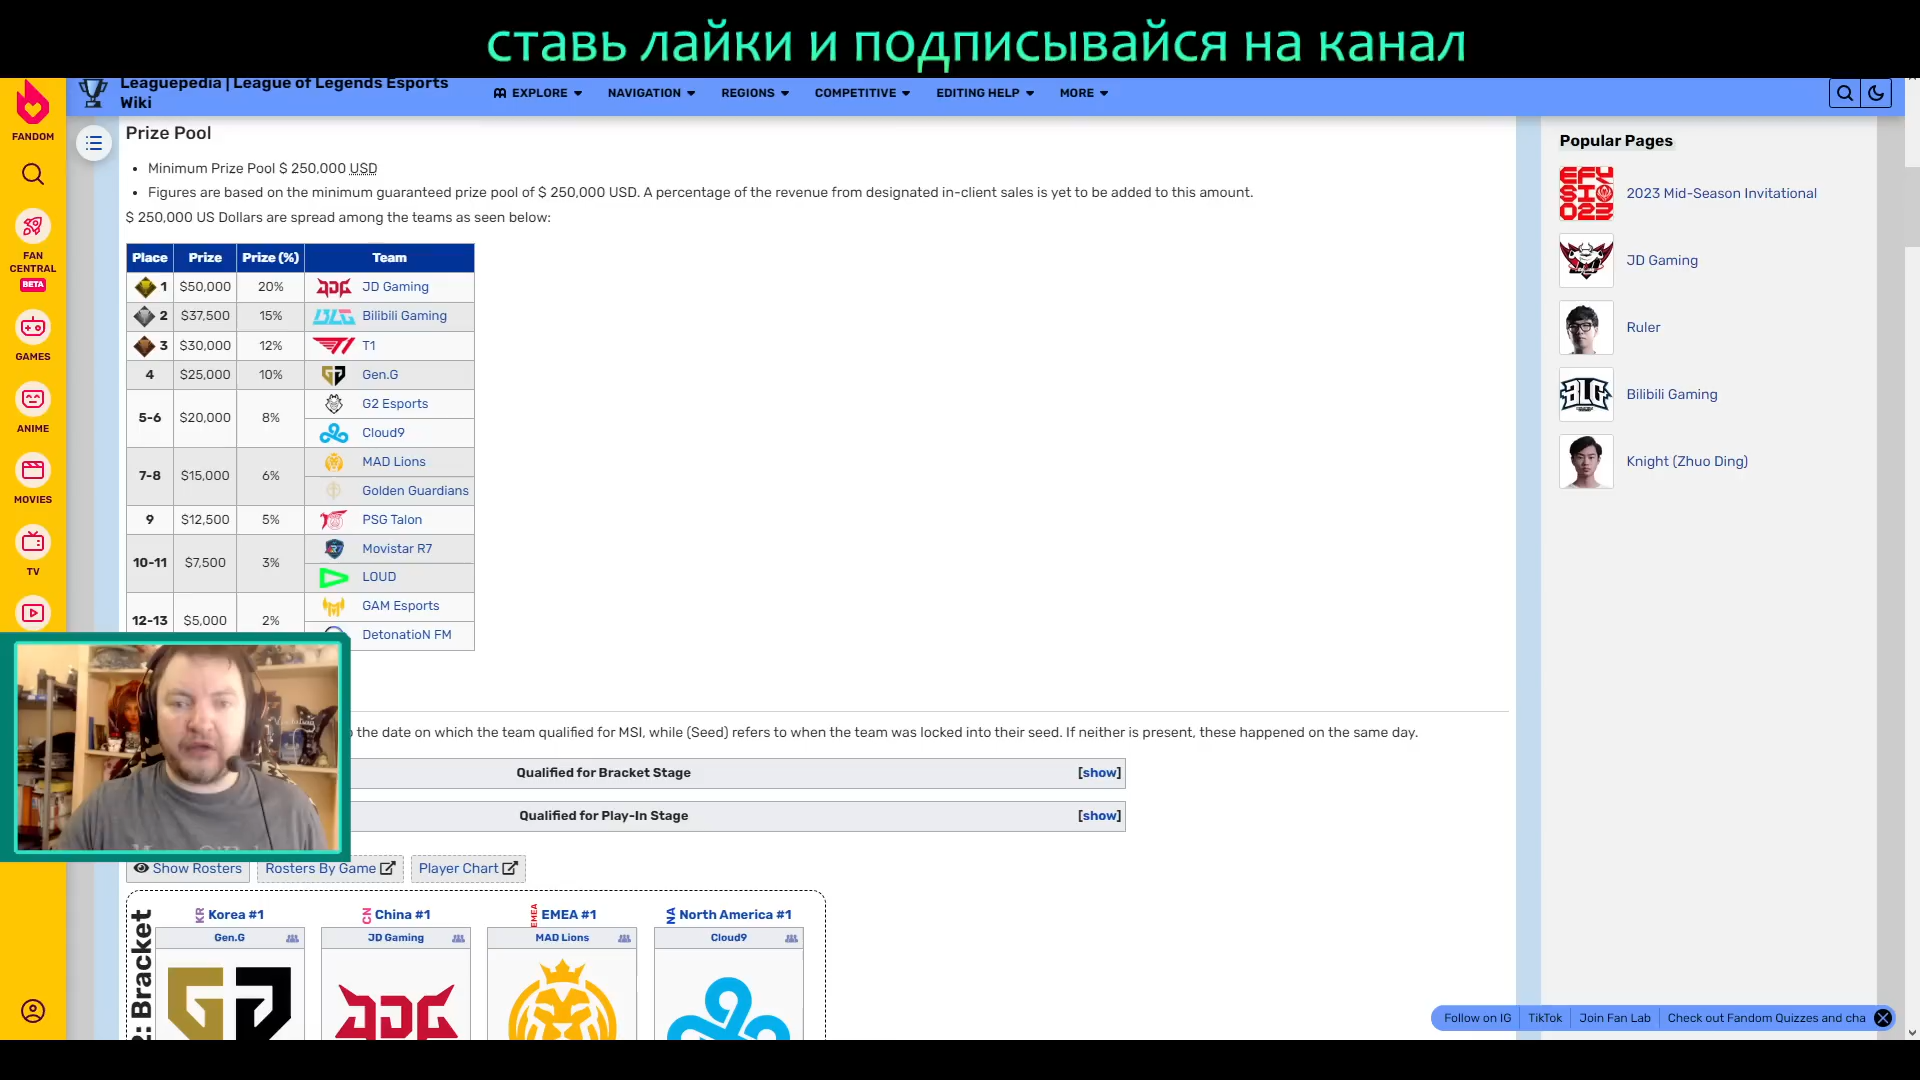 ставь лайки и подписывайся на канал
Leaguepedia | League of Legends Esports
Wiki
EXPLORE
NAVIGATION
REGIONS
COMPETITIVE
EDITING HELP
MORE
FANDOM
FAN
CENTRAL
BETA
GAMES
ANIME
MOVIES
TV
Prize Pool
Minimum Prize Pool $ 250,000 USD
Figures are based on the minimum guaranteed prize pool of $ 250,000 USD. A percentage of the revenue from designated in-client sales is yet to be added to this amount.
$ 250,000 US Dollars are spread among the teams as seen below:
Place Prize Prize (%) Team
1 $50,000 20% JD Gaming
2 $37,500 15% Bilibili Gaming
3 $30,000 12% T1
4 $25,000 10% Gen.G
5-6 $20,000 8% G2 Esports
Cloud9
7-8 $15,000 6% MAD Lions
Golden Guardians
9 $12,500 5% PSG Talon
10-11 $7,500 3% Movistar R7
LOUD
12-13 $5,000 2% GAM Esports
DetonatioN FM
the date on which the team qualified for MSI, while (Seed) refers to when the team was locked into their seed. If neither is present, these happened on the same day.
Qualified for Bracket Stage [show]
Qualified for Play-In Stage [show]
Show Rosters
Rosters By Game
Player Chart
2: Bracket
KR Korea #1
CN China #1
EMEA EMEA #1
NA North America #1
Gen.G
JD Gaming
MAD Lions
Cloud9
Popular Pages
2023 Mid-Season Invitational
JD Gaming
Ruler
Bilibili Gaming
Knight (Zhuo Ding)
Follow on IG
TikTok
Join Fan Lab
Check out Fandom Quizzes and cha